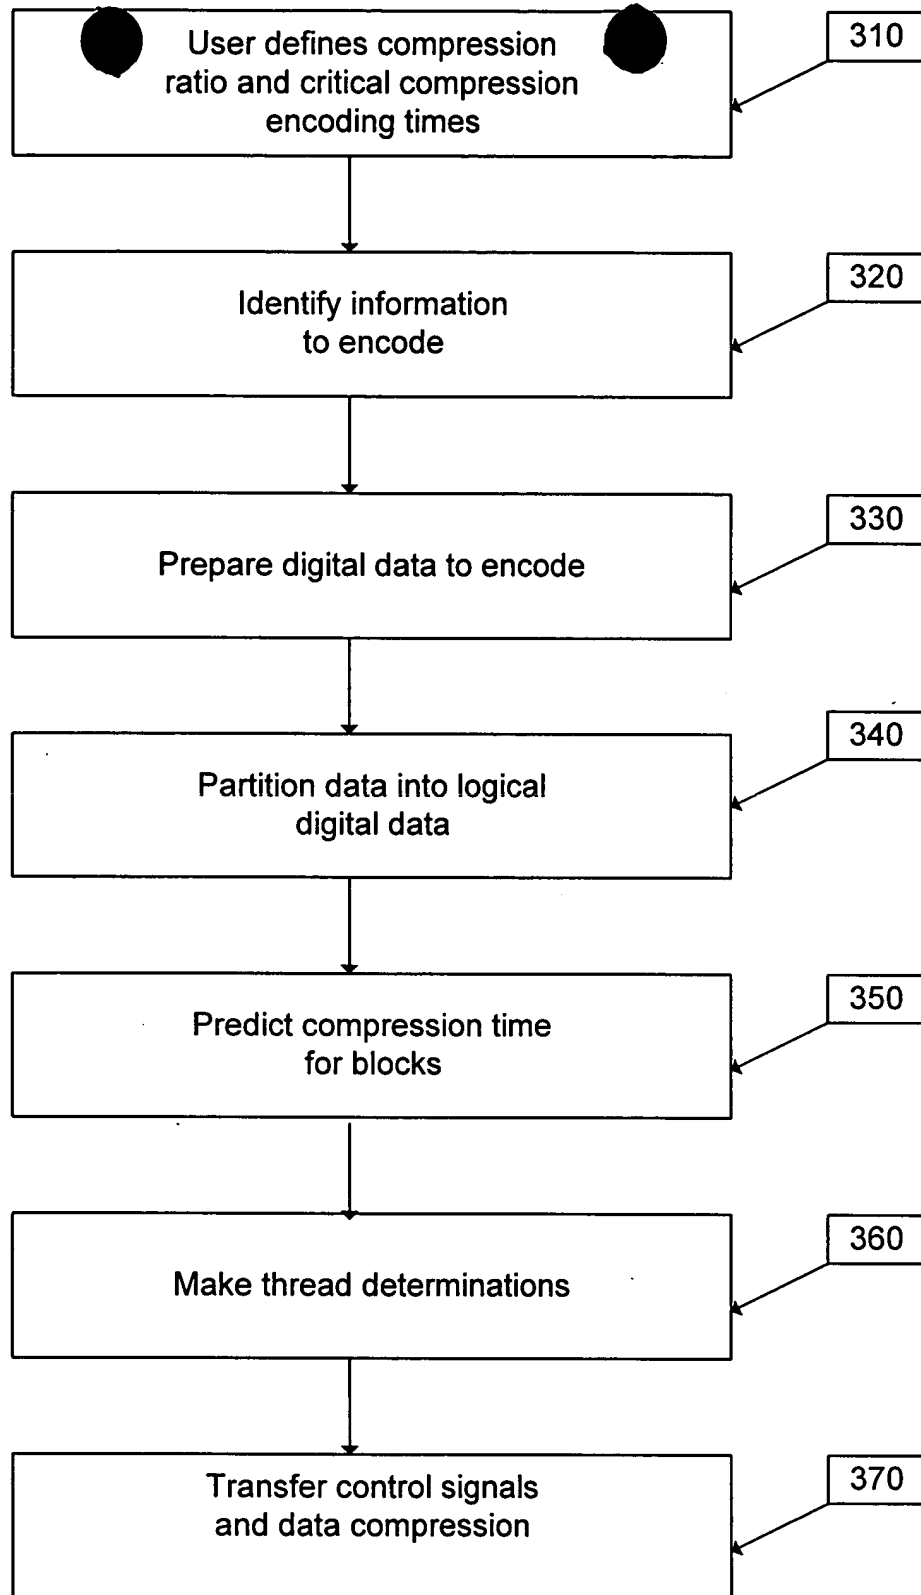 User defines compression
ratio and critical compression
encoding times
310
Identify information
to encode
320
Prepare digital data to encode
330
Partition data into logical
digital data
340
Predict compression time
for blocks
350
Make thread determinations
360
Transfer control signals
and data compression
370